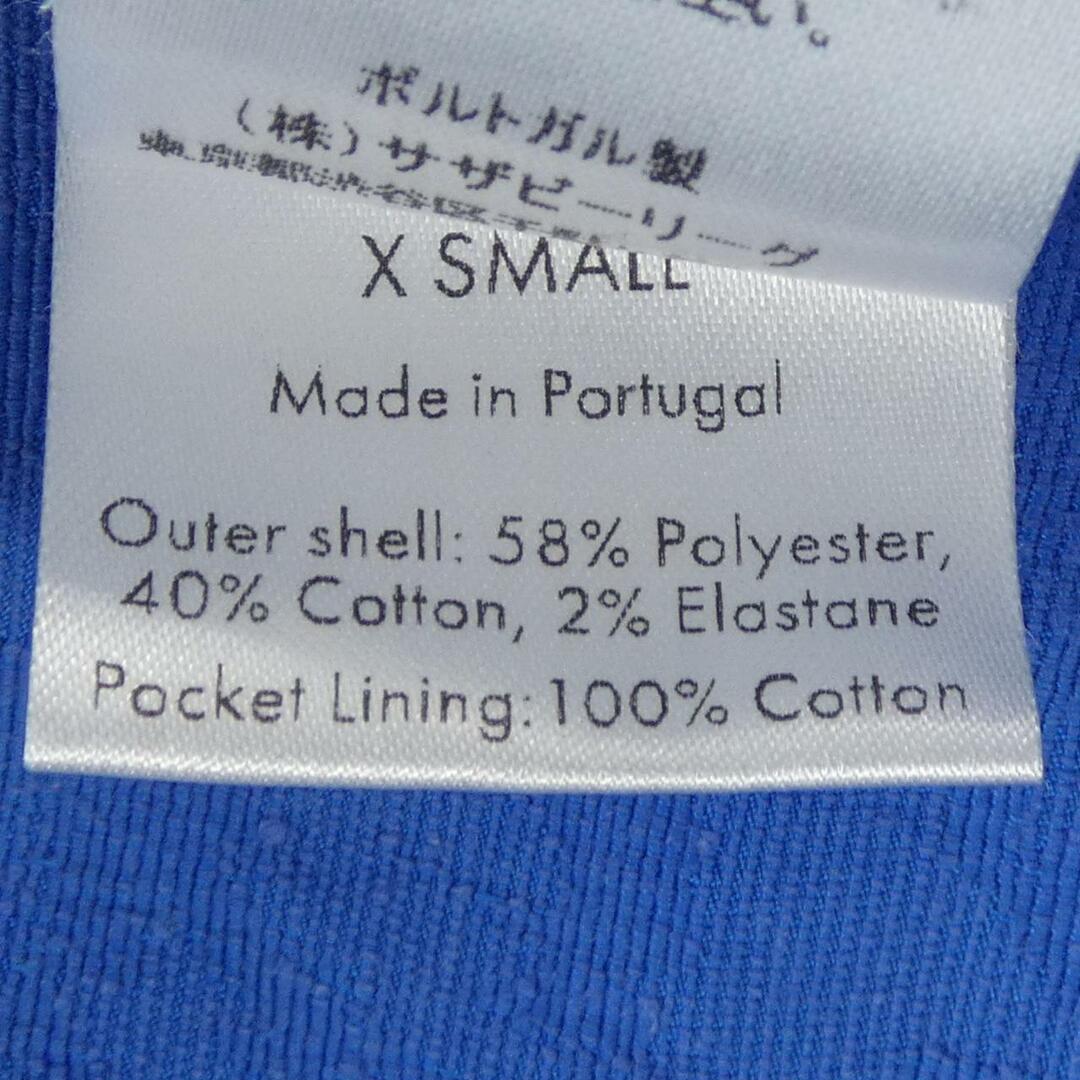 ポルトガル製
(株)サザビーリーグ
X SMALL
Made in Portugal
Outer shell: 58% Polyester,
40% Cotton, 2% Elastane
Pocket Lining:100% Cotton